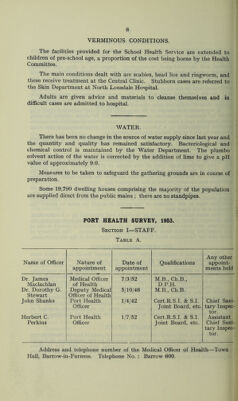 8
VERMINOUS CONDITIONS.
The facilities provided for the School Health Service are extended to
children of pre-school age, a proportion of the cost being borne by the Health
Committee.
The main conditions dealt with are scabies, head lice and ringworm, and
these receive treatment at the Central Clinic. Stubborn cases are referred to
the Skin Department at North Lonsdale Hospital.
Adults are given advice and materials to cleanse themselves and in
difficult cases are admitted to hospital.
WATER.
There has been no change in the source of water supply since last year and
the quantity and quality has remained satisfactory. Bacteriological and
chemical control is maintained by the Water Department. The plumbo
solvent action of the water is corrected by the addition of lime to give a pH
value of approximately 9.0.
Measures to be taken to safeguard the gathering grounds are in course of
preparation.
Some 19,790 dwelling houses comprising the majority of the population
are supplied direct from the public mains ; there are no standpipes.
PORT HEALTH SURVEY, 1953.
SECTION I—STAFF.
TABLE A.
Name of Officer Nature of appointment Date of appointment Qualifications Any other appoint- ments held
Dr. James Maclachlan Medical Officer of Health 7/3/52 M.B., Ch.B., D.P.H.
Dr. Dorothy G. Stewart Deputy Medical Officer of Health 5/10/48 M.B., Ch.B.
John Shanks Port Health Officer 1/4/42 Cert.R.S.I. & S.I. Joint Board, etc. Chief Sani- tary Inspec- tor.
Herbert C. Perkins Port Health Officer 1/7/52 Cert.R.S.I. & S.I. Joint Board, etc. Assistant Chief Sani- tary Inspec- tor.
Address and telephone number of the Medical Officer of Health—Town
Hall, Barrow-in-Furness. Telephone No. : Barrow 600.